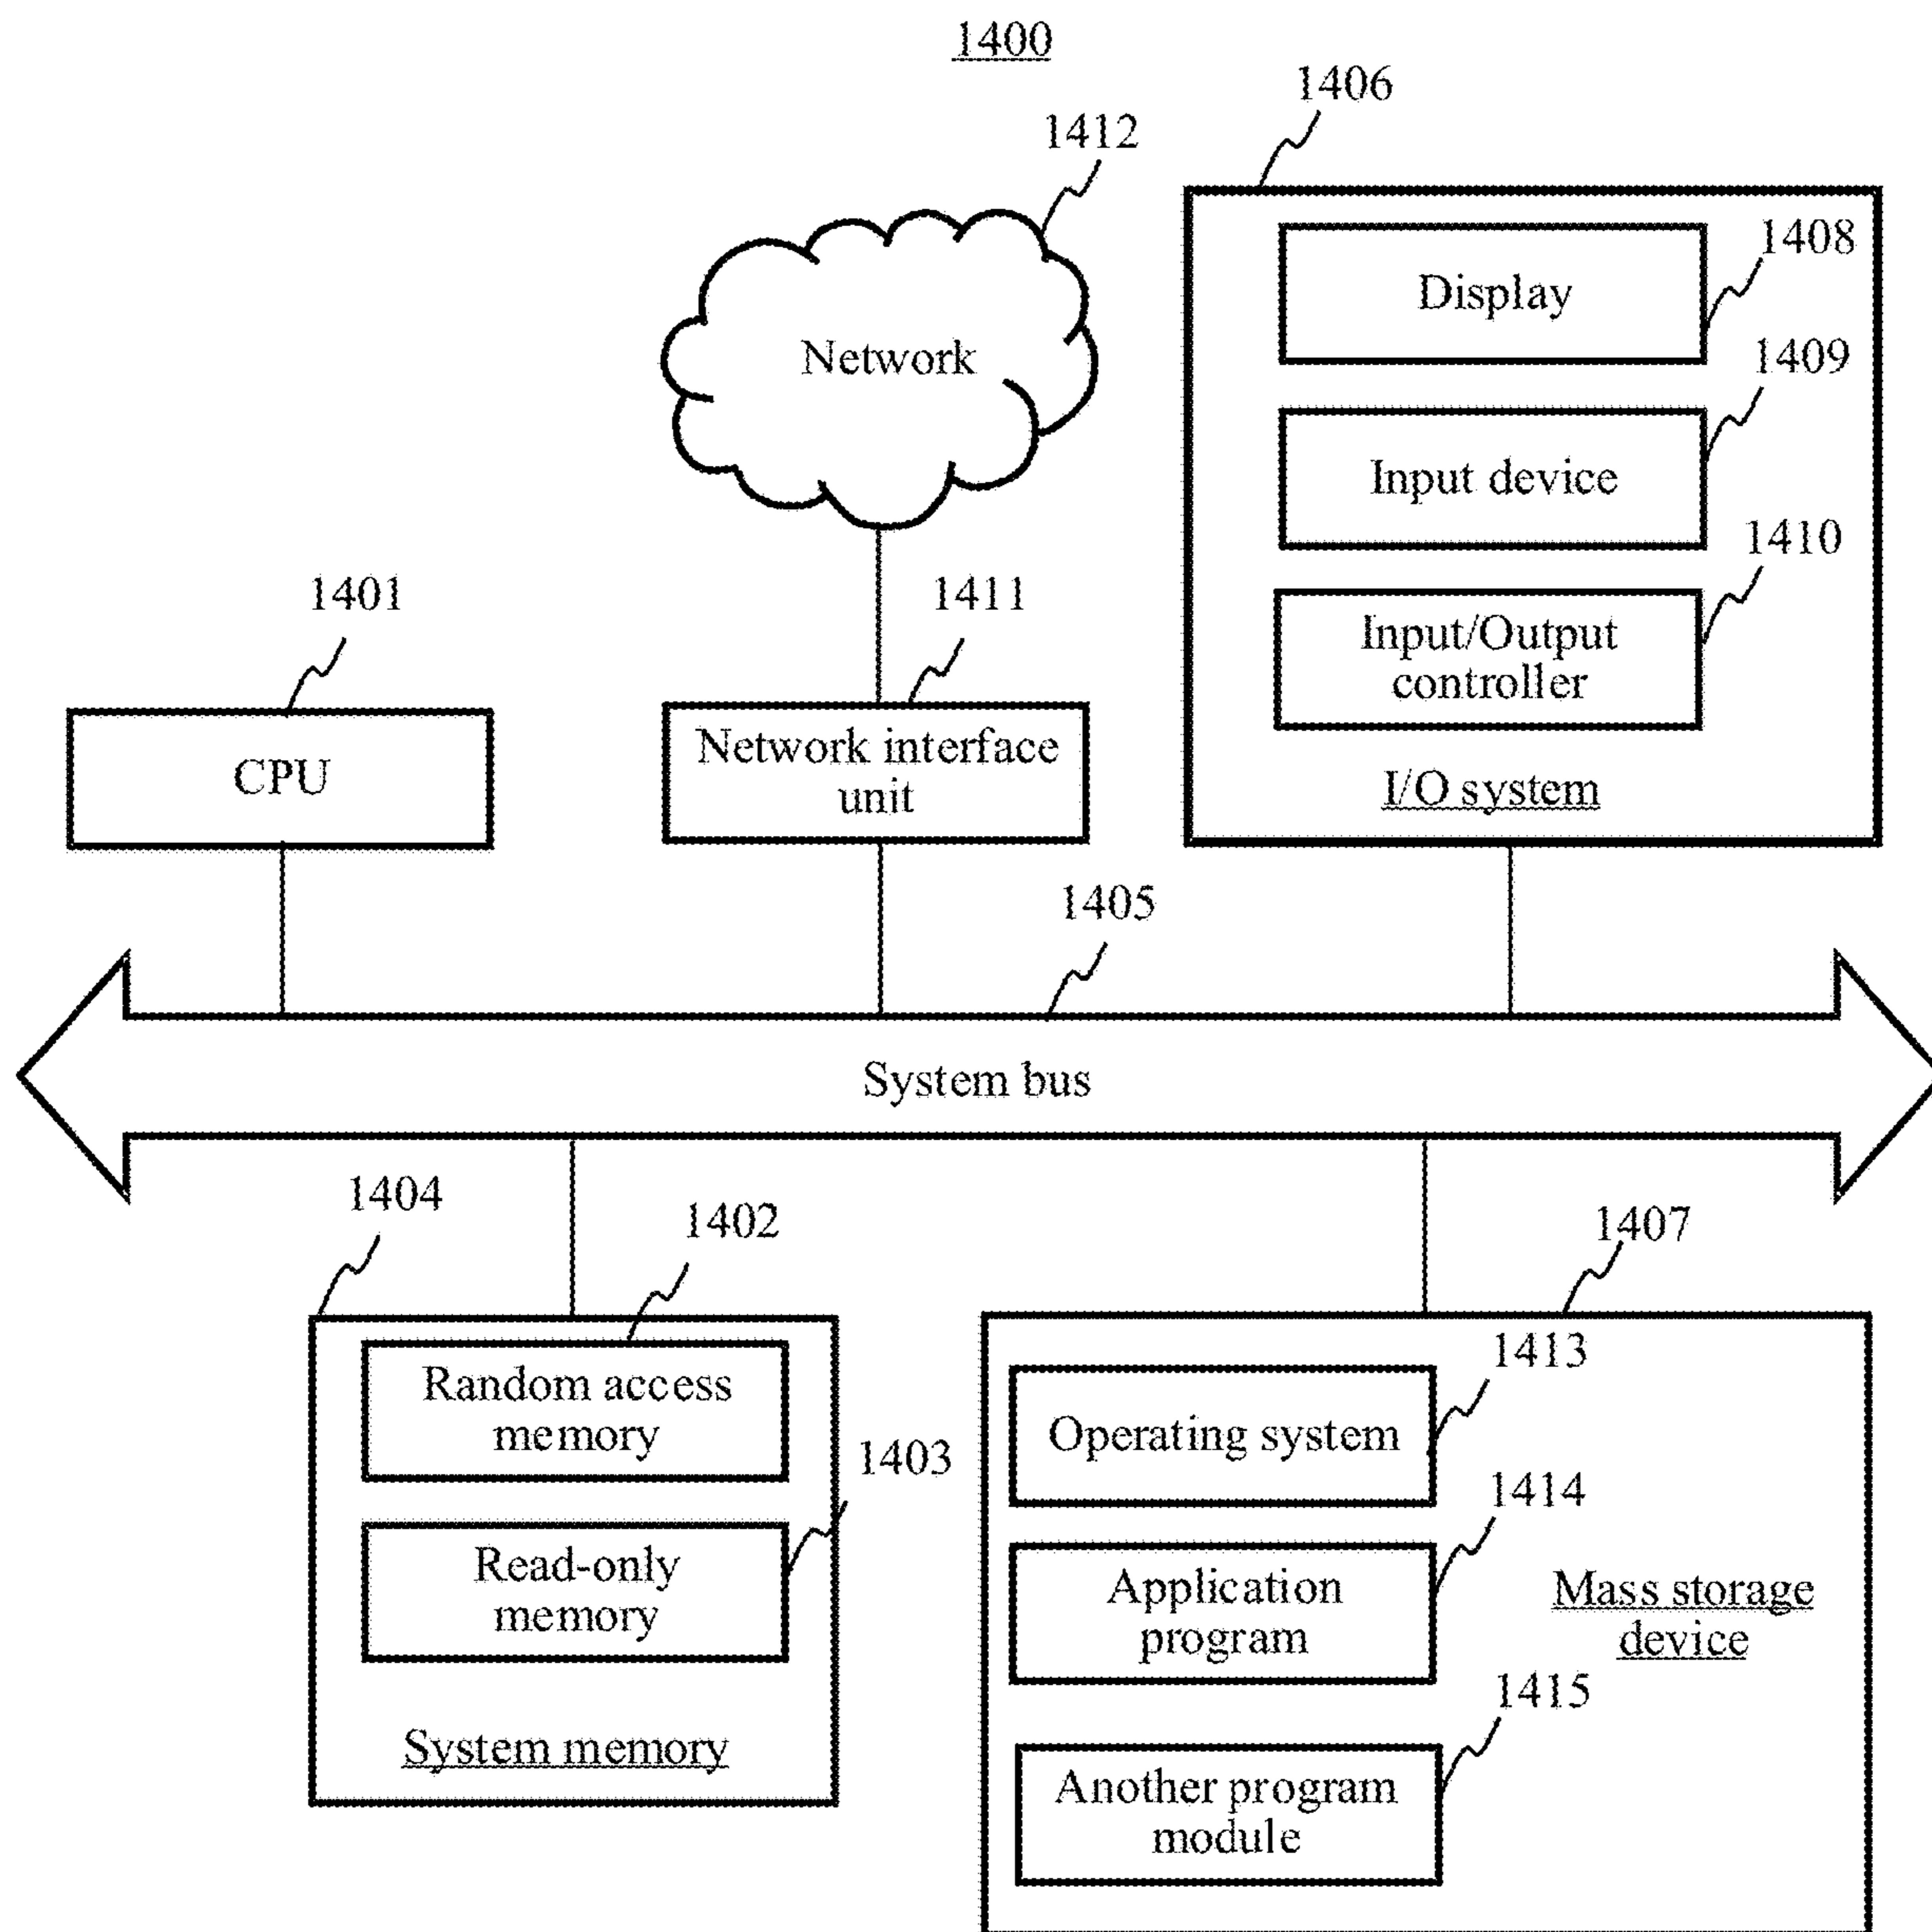 1400
1406
1412
1408
Display
Network
1409
Input device
1410
1401
1411
Input/Output
controller
CPU
Network interface
unit
I/O system
1405
System bus
1404
1402
1407
Random access
memory
1413
Operating system
1403
1414
Read-only
memory
Application
program
Mass storage
device
1415
System memory
Another program
module